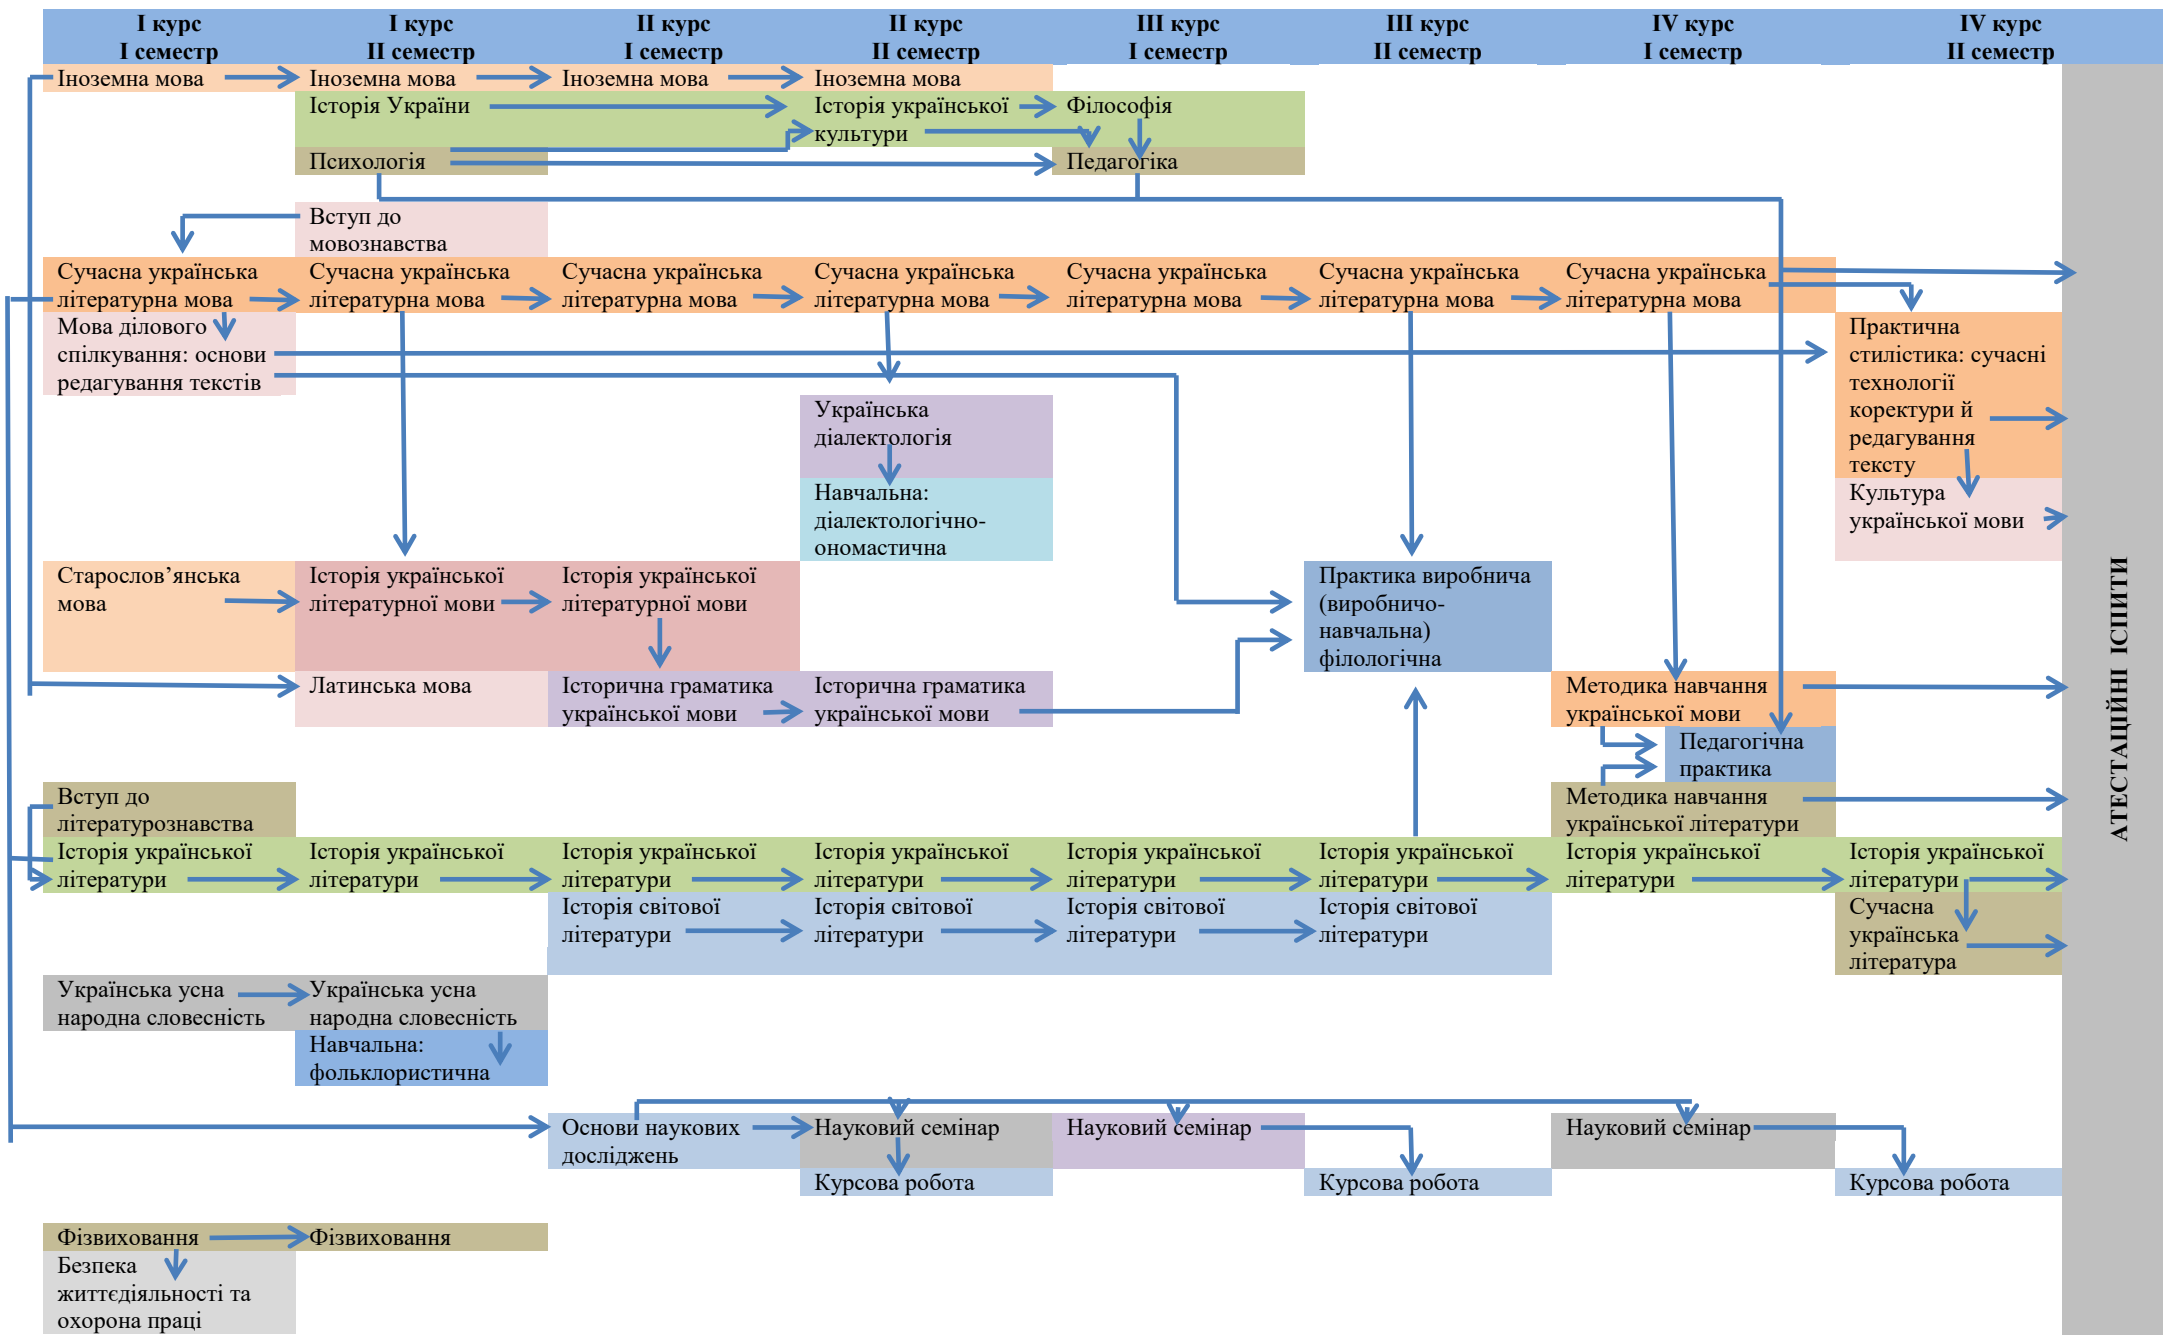 I курс
I семестр
I курс
II семестр
II курс
I семестр
II курс
II семестр
III курс
I семестр
III курс
II семестр
IV курс
I семестр
IV курс
II семестр
Іноземна мова
Іноземна мова
Іноземна мова
Іноземна мова
Історія України
Історія української
культури
Філософія
Психологія
Педагогіка
Вступ до
мовознавства
Сучасна українська
літературна мова
Сучасна українська
літературна мова
Сучасна українська
літературна мова
Сучасна українська
літературна мова
Сучасна українська
літературна мова
Сучасна українська
літературна мова
Сучасна українська
літературна мова
Мова ділового
спілкування: основи
редагування текстів
Практична
стилістика: сучасні
технології
коректури й
редагування
тексту
Українська
діалектологія
Навчальна:
діалектологічно-
ономастична
Культура
української мови
Старослов’янська
мова
Історія української
літературної мови
Історія української
літературної мови
Практика виробнича
(виробничо-
навчальна)
філологічна
Латинська мова
Історична граматика
української мови
Історична граматика
української мови
Методика навчання
української мови
Педагогічна
практика
Вступ до
літературознавства
Методика навчання
української літератури
Історія української
літератури
Історія української
літератури
Історія української
літератури
Історія української
літератури
Історія української
літератури
Історія української
літератури
Історія української
літератури
Історія української
літератури
Історія світової
літератури
Історія світової
літератури
Історія світової
літератури
Історія світової
літератури
Сучасна
українська
література
Українська усна
народна словесність
Українська усна
народна словесність
Навчальна:
фольклористична
Основи наукових
досліджень
Науковий семінар
Науковий семінар
Науковий семінар
Курсова робота
Курсова робота
Курсова робота
Фізвиховання
Фізвиховання
Безпека
життєдіяльності та
охорона праці
АТЕСТАЦІЙНІ ІСПИТИ